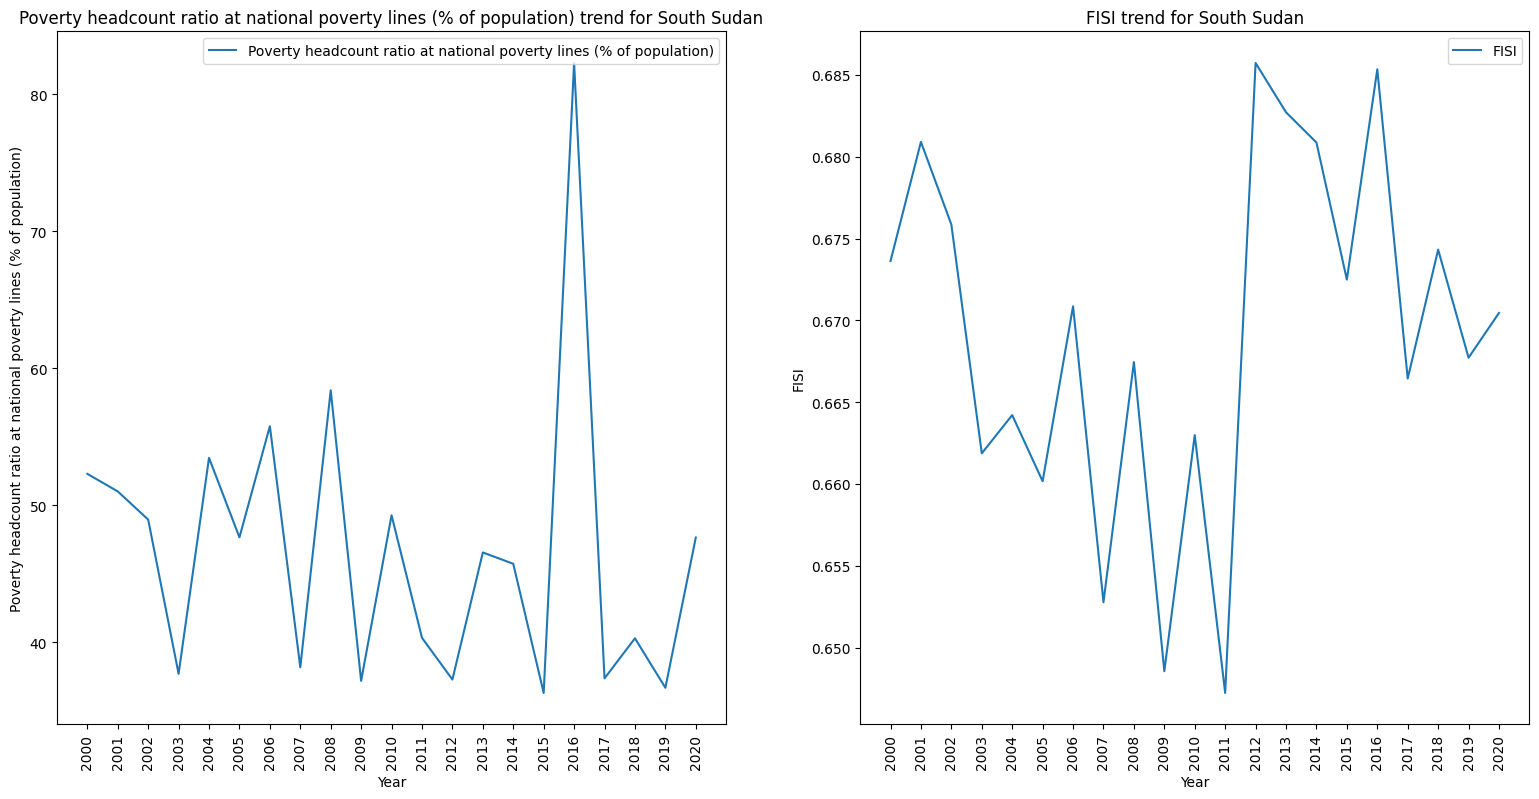 Poverty headcount ratio at national poverty lines (% of population) trend for South Sudan
Poverty headcount ratio at national poverty lines (% of population)
Poverty headcount ratio at national poverty lines (% of population)
80
70
60
50
40
2000 2001 2002 2003 2004 2005 2006 2007 2008 2009 2010 2011 2012 2013 2014 2015 2016 2017 2018 2019 2020
Year
FISI trend for South Sudan
FISI
FISI
0.685
0.680
0.675
0.670
0.665
0.660
0.655
0.650
2000 2001 2002 2003 2004 2005 2006 2007 2008 2009 2010 2011 2012 2013 2014 2015 2016 2017 2018 2019 2020
Year